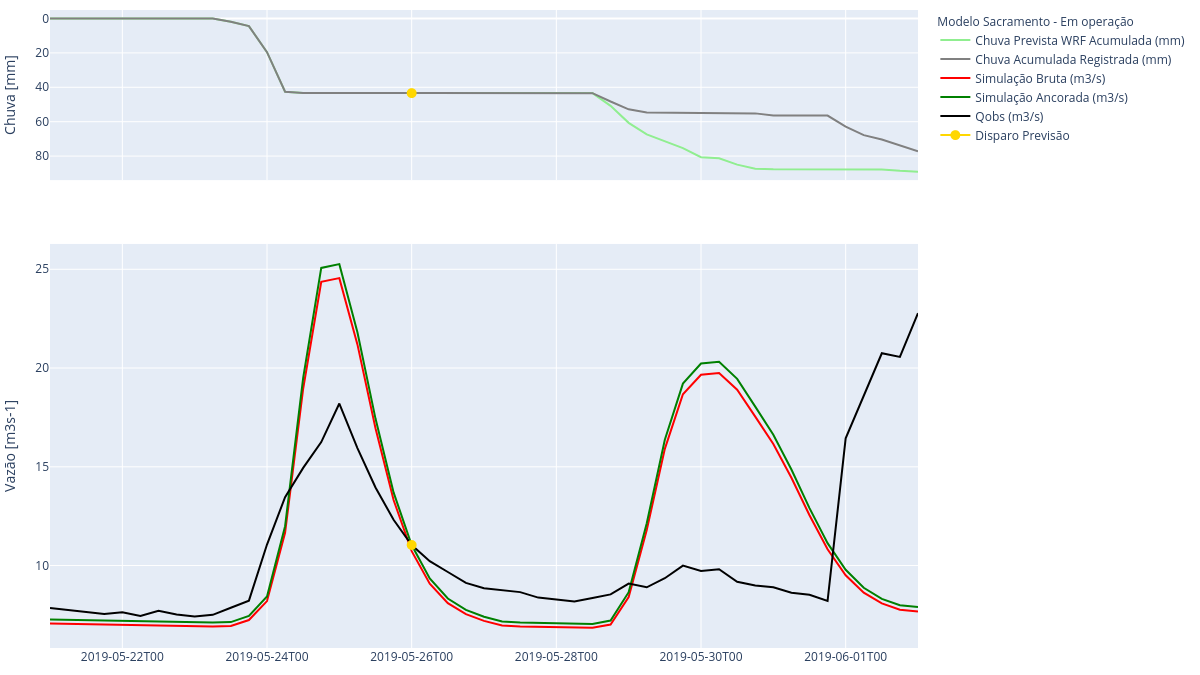 Chuva [mm]
0
20
40
60
80
Modelo Sacramento - Em operação
Chuva Prevista WRF Acumulada (mm)
Chuva Acumulada Registrada (mm)
Simulação Bruta (m3/s)
Simulação Ancorada (m3/s)
Qobs (m3/s)
Disparo Previsão
Vazão [m3s-1]
25
20
15
10
2019-05-22T00
2019-05-24T00
2019-05-26T00
2019-05-28T00
2019-05-30T00
2019-06-01T00